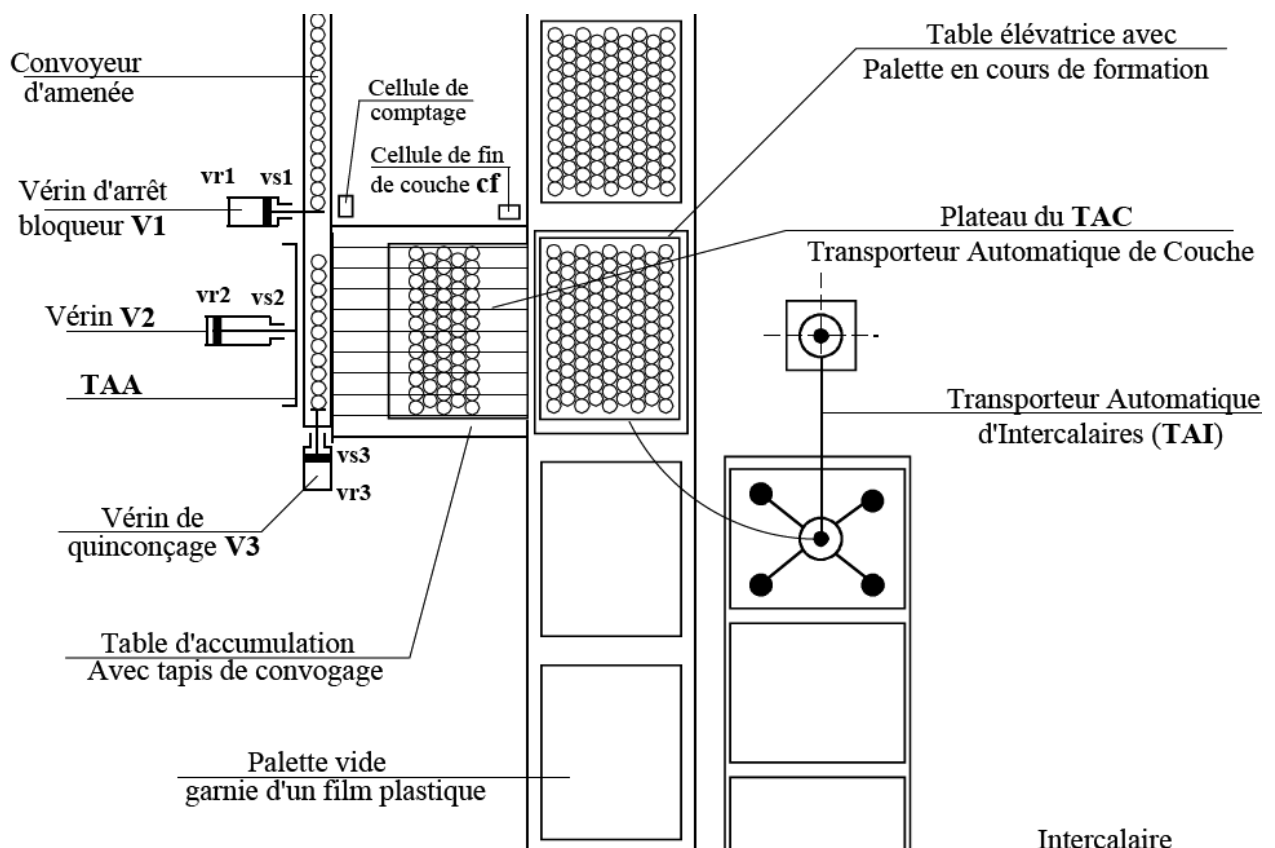 Convoyeur
d'amenée
Cellule de
comptage
Cellule de fin
de couche cf
Table élévatrice avec
Palette en cours de formation
vr1
vs1
Vérin d'arrêt
bloqueur V1
Plateau du TAC
Transporteur Automatique de Couche
vr2
vs2
Vérin V2
TAA
Transporteur Automatique
d'Intercalaires (TAI)
vs3
vr3
Vérin de
quinconçage V3
Table d'accumulation
Avec tapis de convogage
Palette vide
garnie d'un film plastique
Intercalaire